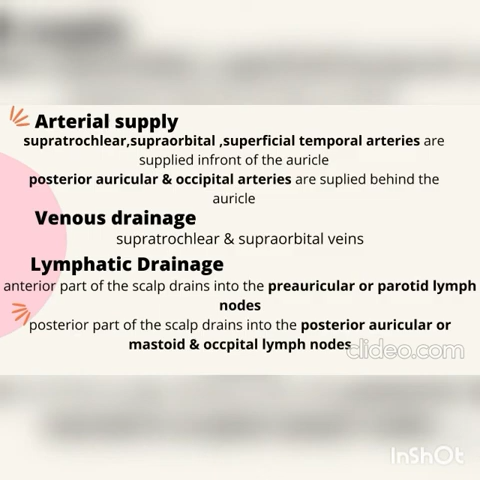 Arterial supply
supratrochlear,supraorbital ,superficial temporal arteries are
supplied infront of the auricle
posterior auricular & occipital arteries are suplied behind the
auricle
Venous drainage
supratrochlear & supraorbital veins
Lymphatic Drainage
anterior part of the scalp drains into the preauricular or parotid lymph
nodes
posterior part of the scalp drains into the posterior auricular or
mastoid & occpital lymph nodes
clideo.com
InShOt